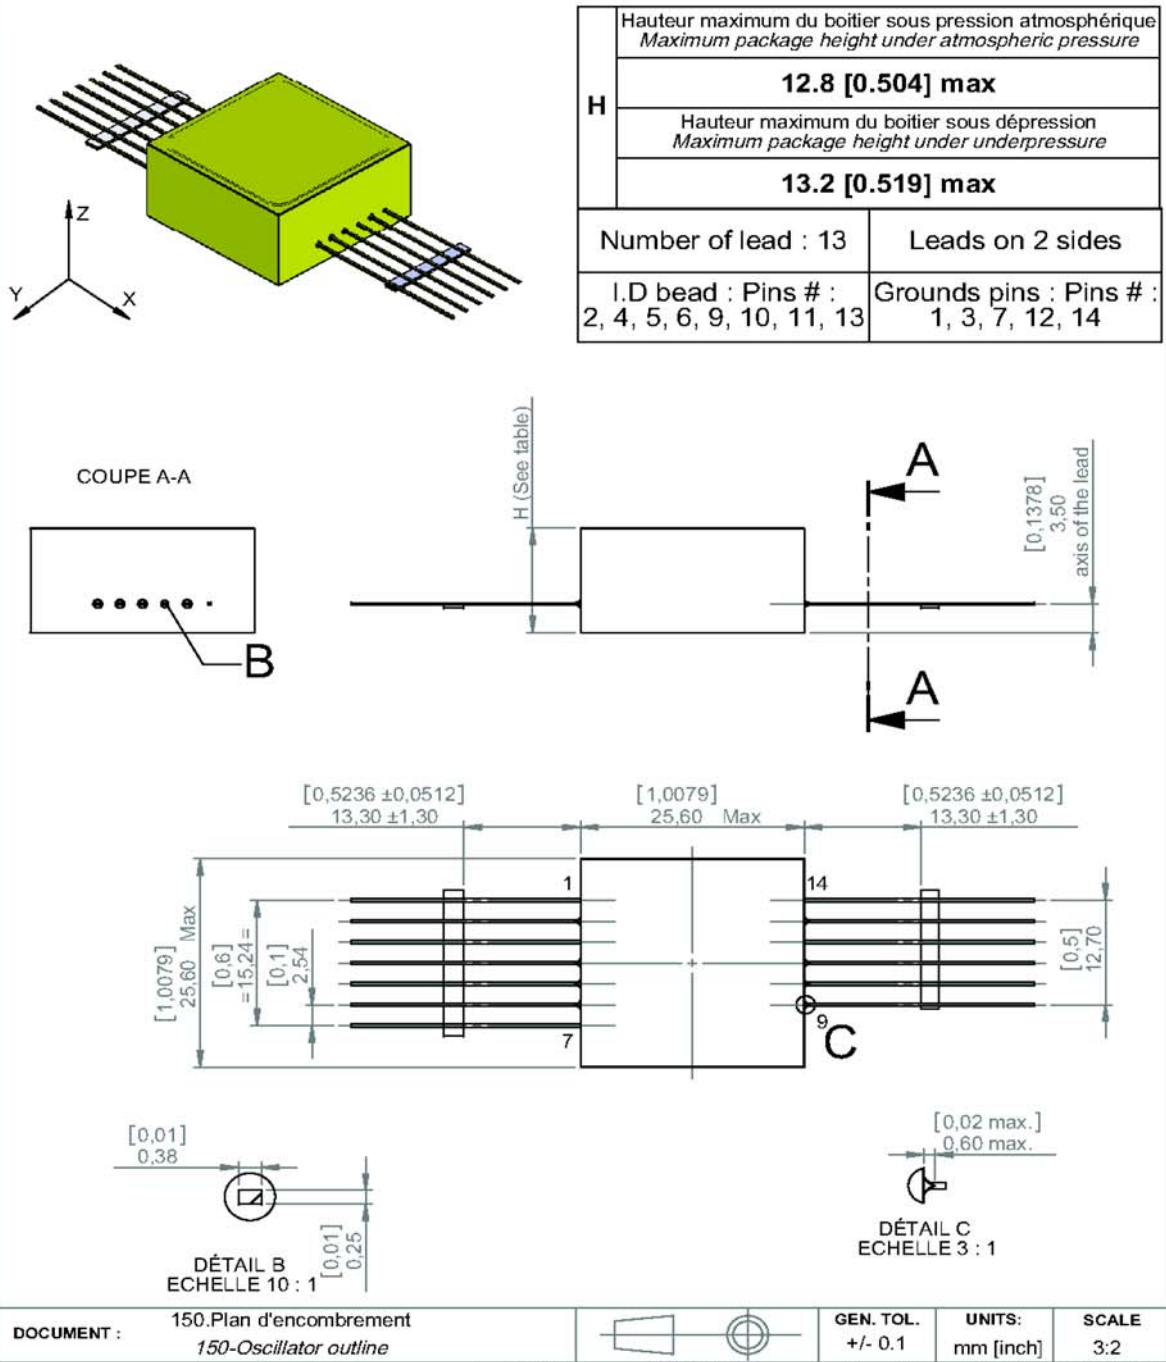 H
Hauteur maximum du boitier sous pression atmosphérique
Maximum package height under atmospheric pressure
12.8 [0.504] max
Hauteur maximum du boitier sous dépression
Maximum package height under underpressure
13.2 [0.519] max
Number of lead : 13
Leads on 2 sides
I.D bead : Pins # :
2, 4, 5, 6, 9, 10, 11, 13
Grounds pins : Pins # :
1, 3, 7, 12, 14
Z
Y
X
COUPE A-A
B
H (See table)
A
A
[0,1378]
3,50
axis of the lead
[0,5236 ±0,0512]
13,30 ±1,30
[1,0079]
25,60 Max
[0,5236 ±0,0512]
13,30 ±1,30
[1,0079]
25,60 Max
[0,6]
=15,24=
[0,1]
2,54
1
14
7
9
C
[0,5]
12,70
[0,01]
0,38
[0,01]
0,25
DÉTAIL B
ECHELLE 10 : 1
[0,02 max.]
0,60 max.
DÉTAIL C
ECHELLE 3 : 1
DOCUMENT :
150.Plan d'encombrement
150-Oscillator outline
GEN. TOL.
+/- 0.1
UNITS:
mm [inch]
SCALE
3:2